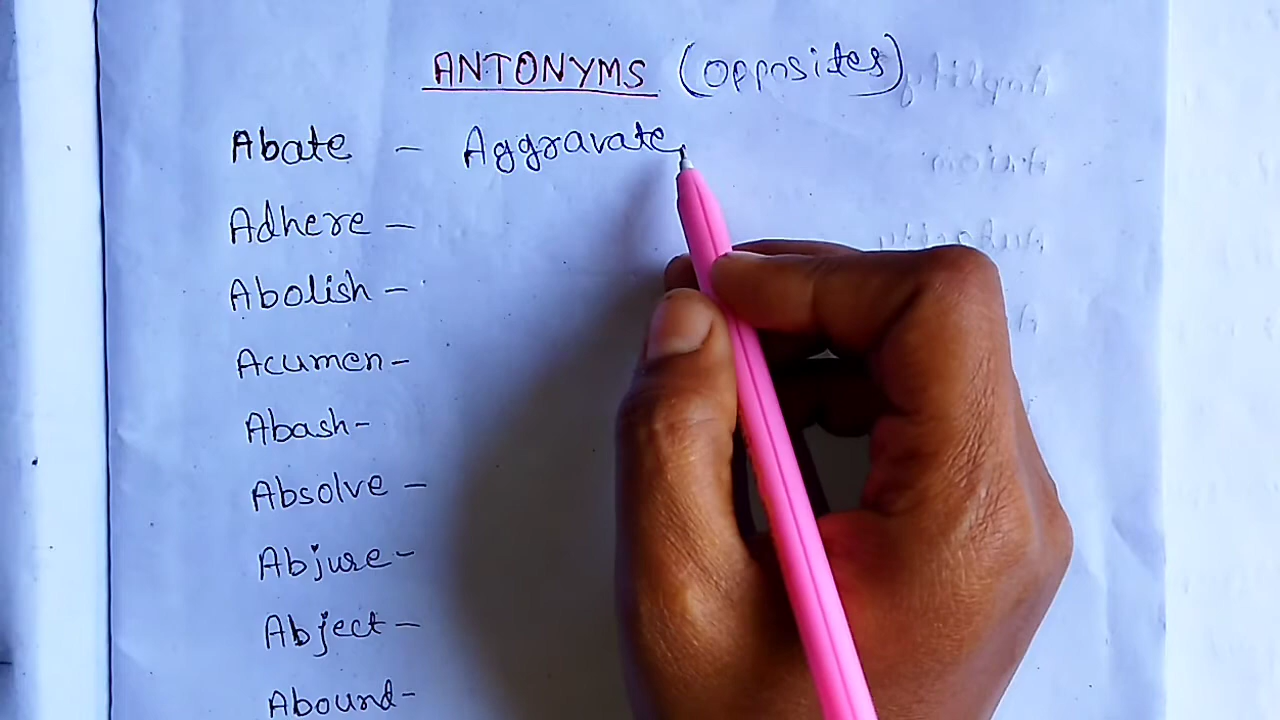 ANTONYMS (opposites)
Abate - Aggravate
Adhere -
Abolish -
Acumen -
Abash -
Absolve -
Abjure -
Abject -
Abound -